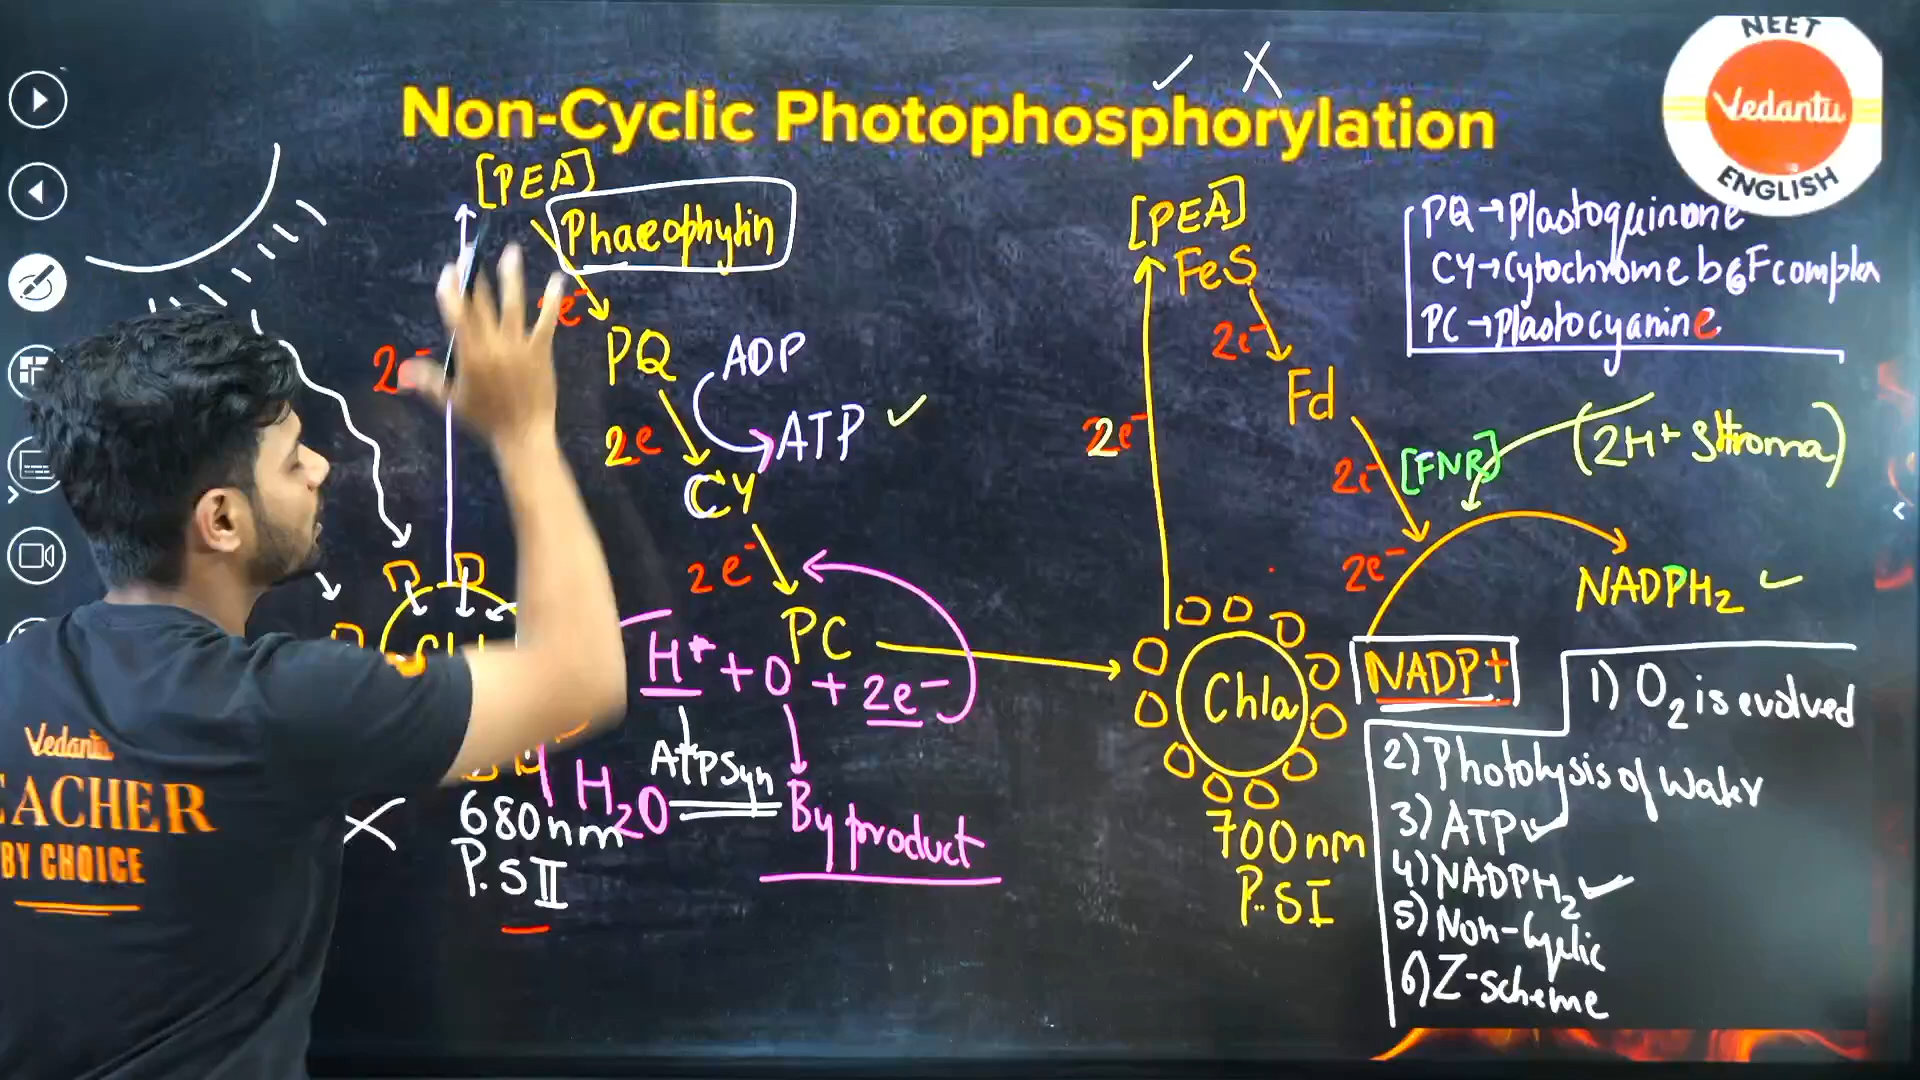 Non-Cyclic Photophosphorylation
NEET
Vedantu
ENGLISH
[PEA]
Phaeophytin
e-
PQ
ADP
2e
ATP
CY
2e-
PC
H+ + O + 2e-
ATPSyn
H2O
By product
680nm
P.S II
[PEA]
FeS
2e-
Fd
2e-
2e-
[FNR]
(2H+ Sttroma)
2e-
NADPH2
NADP+
Chla
700nm
P.S I
PQ→Plastoquinone
CY→Cytochrome b6F complex
PC→Plastocyanine
1) O2 is evolved
2) Photolysis of Water
3) ATP
4) NADPH2
5) Non-Cyclic
6) Z-scheme
Vedantu
EACHER
BY CHOICE